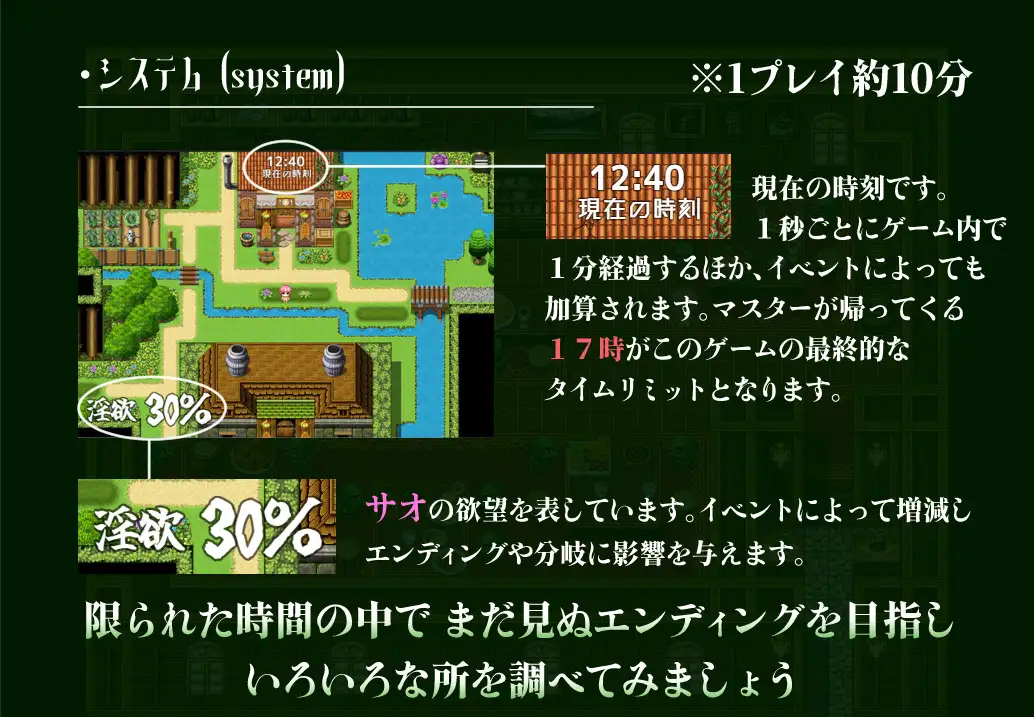 ・システム (system)
※1プレイ約10分
12:40
現在の時刻
12:40
現在の時刻
現在の時刻です。
１秒ごとにゲーム内で
１分経過するほか、イベントによっても
加算されます。マスターが帰ってくる
１７時がこのゲームの最終的な
タイムリミットとなります。
淫欲 30%
淫欲 30%
サオの欲望を表しています。イベントによって増減し
エンディングや分岐に影響を与えます。
限られた時間の中で まだ見ぬエンディングを目指し
いろいろな所を調べてみましょう